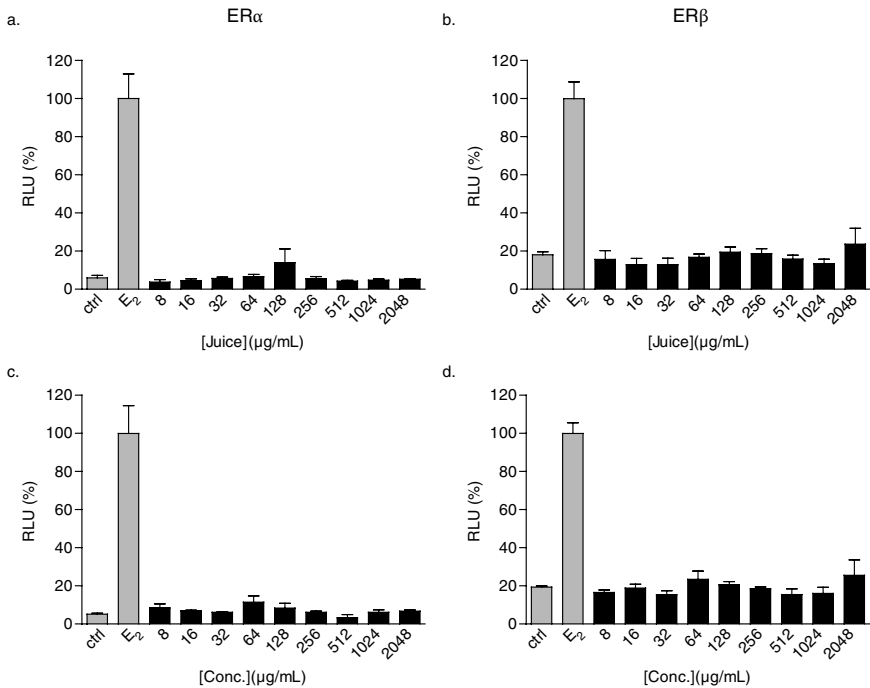 a.
ERα
RLU (%)
120
100
80
60
40
20
0
ctrl
E2
8
16
32
64
128
256
512
1024
2048
[Juice](µg/mL)
b.
ERβ
RLU (%)
120
100
80
60
40
20
0
ctrl
E2
8
16
32
64
128
256
512
1024
2048
[Juice](µg/mL)
c.
RLU (%)
120
100
80
60
40
20
0
ctrl
E2
8
16
32
64
128
256
512
1024
2048
[Conc.](µg/mL)
d.
RLU (%)
120
100
80
60
40
20
0
ctrl
E2
8
16
32
64
128
256
512
1024
2048
[Conc.](µg/mL)